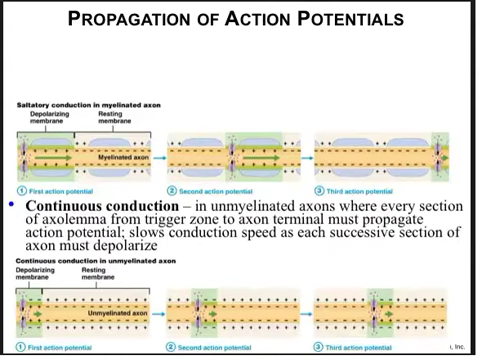 PROPAGATION OF ACTION POTENTIALS
Saltatory conduction in myelinated axon
Depolarizing membrane
Resting membrane
Myelinated axon
1 First action potential
2 Second action potential
3 Third action potential
• Continuous conduction – in unmyelinated axons where every section
of axolemma from trigger zone to axon terminal must propagate
action potential; slows conduction speed as each successive section of
axon must depolarize
Continuous conduction in unmyelinated axon
Depolarizing membrane
Resting membrane
Unmyelinated axon
1 First action potential
2 Second action potential
3 Third action potential
, Inc.